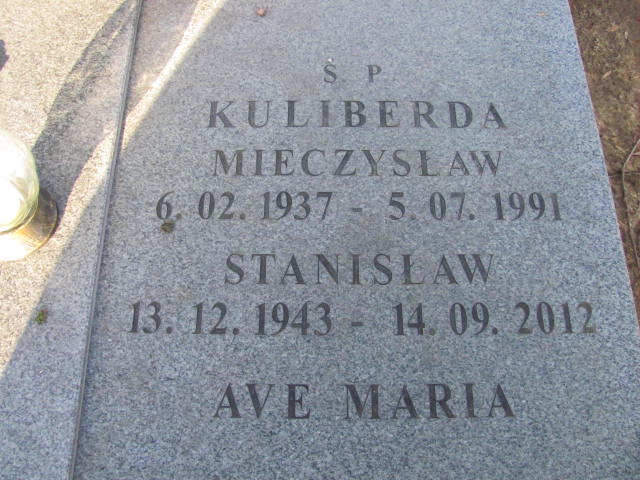 Ś P
KULIBERDA
MIECZYSŁAW
6. 02. 1937 - 5. 07. 1991
STANISŁAW
13. 12. 1943 - 14. 09. 2012
AVE MARIA